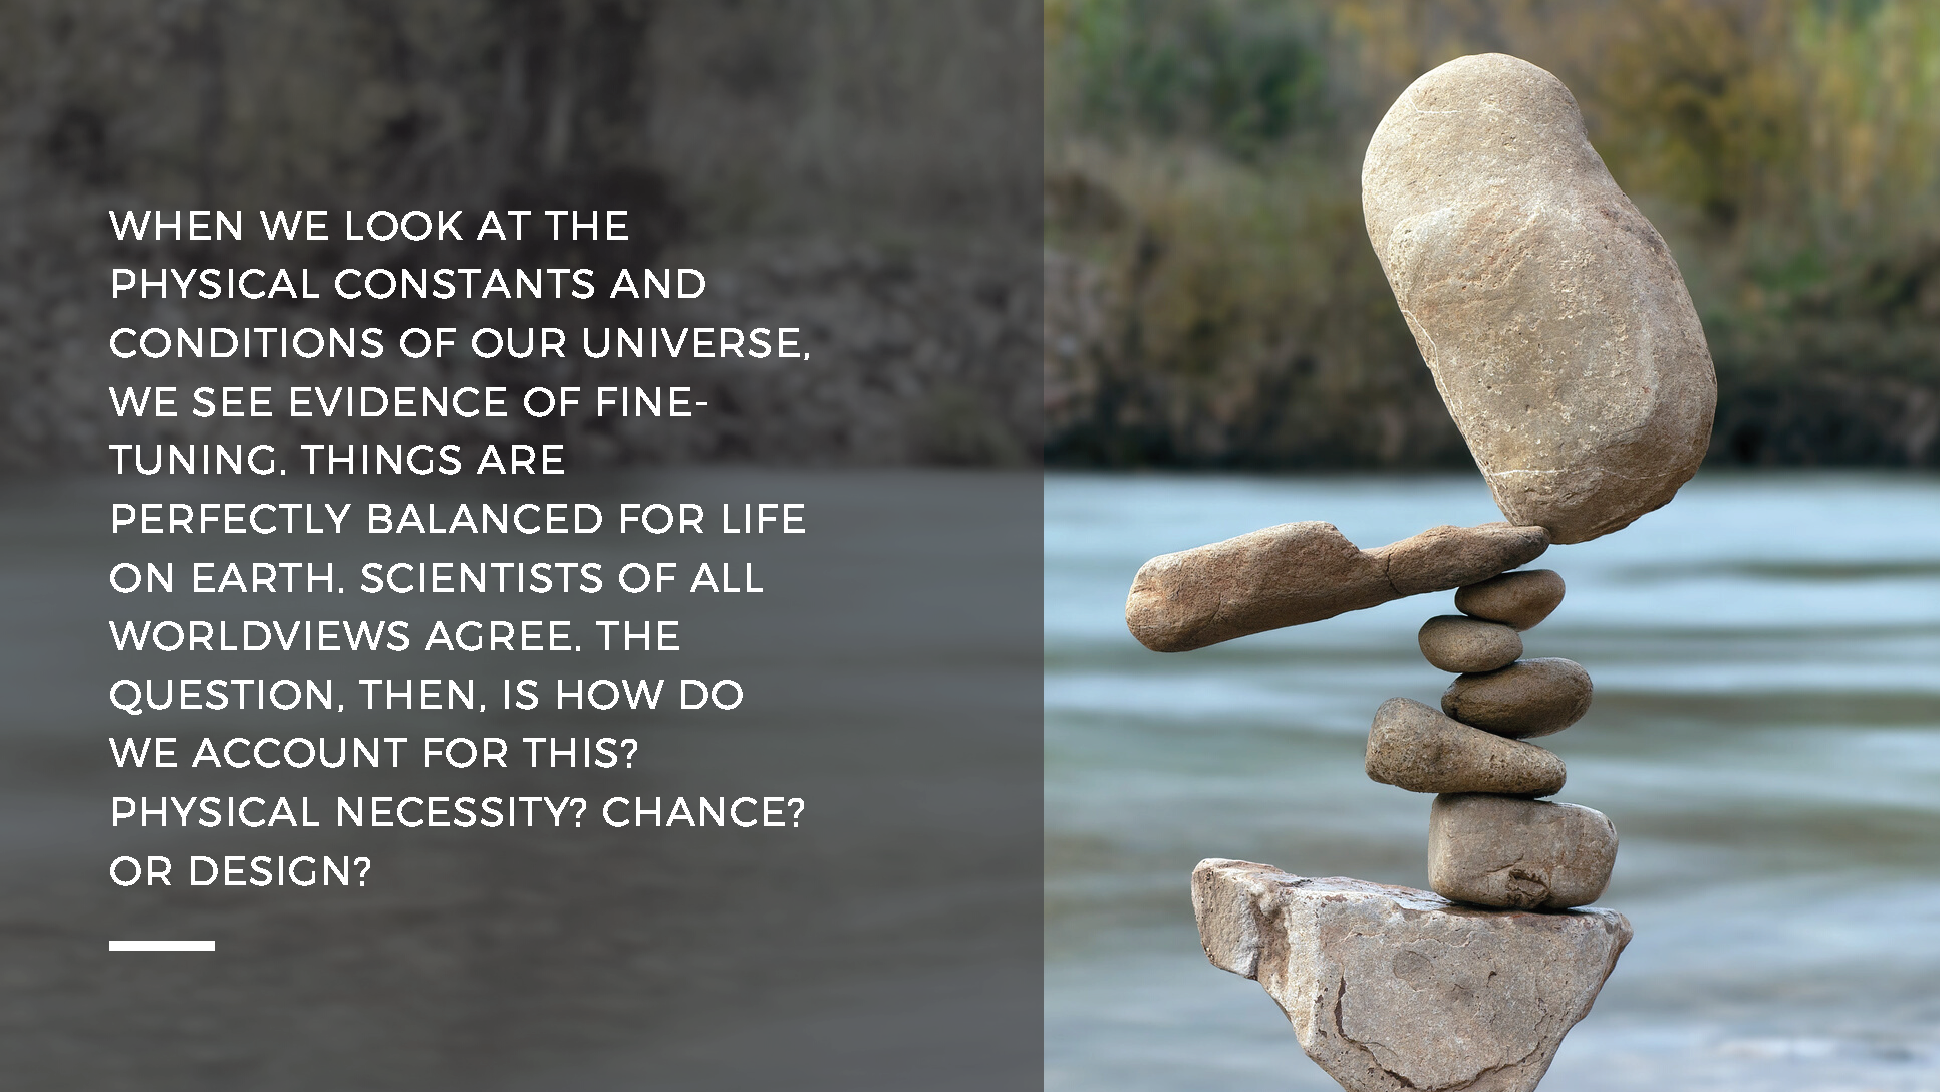 WHEN WE LOOK AT THE
PHYSICAL CONSTANTS AND
CONDITIONS OF OUR UNIVERSE,
WE SEE EVIDENCE OF FINE-
TUNING. THINGS ARE
PERFECTLY BALANCED FOR LIFE
ON EARTH. SCIENTISTS OF ALL
WORLDVIEWS AGREE. THE
QUESTION, THEN, IS HOW DO
WE ACCOUNT FOR THIS?
PHYSICAL NECESSITY? CHANCE?
OR DESIGN?